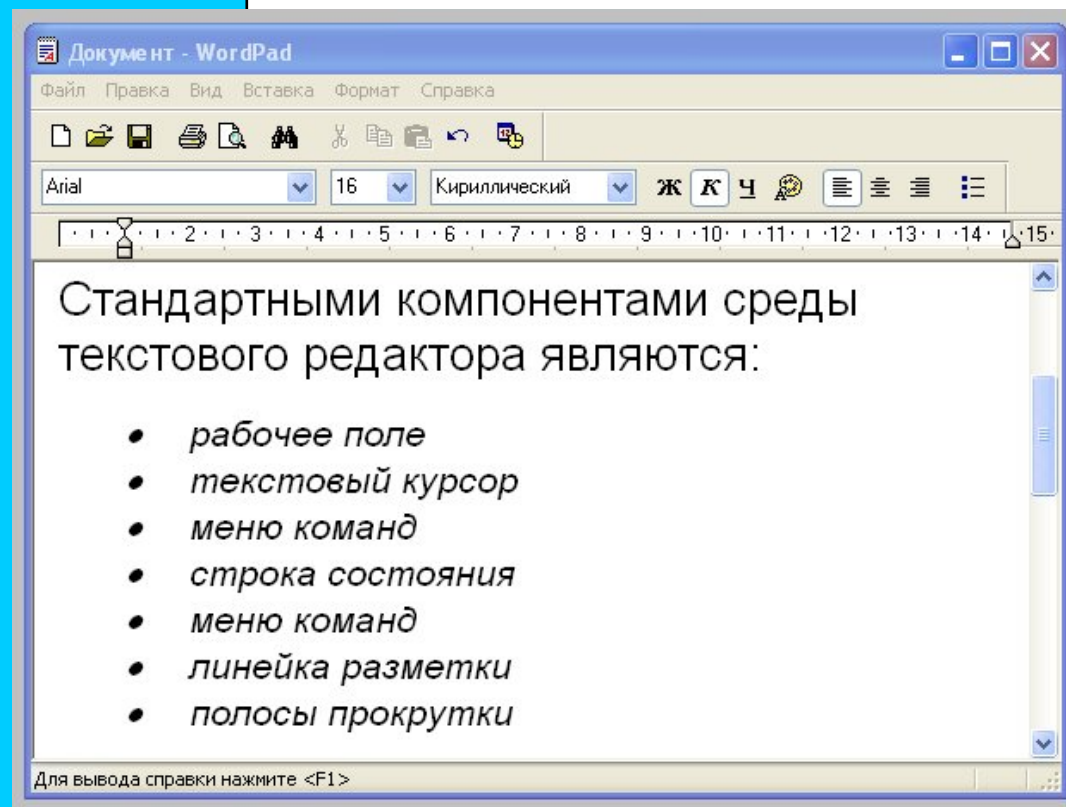 Документ - WordPad
Файл Правка Вид Вставка Формат Справка
Arial 16 Кириллический Ж К Ч
2 3 4 5 6 7 8 9 10 11 12 13 14 15
Стандартными компонентами среды
текстового редактора являются:
• рабочее поле
• текстовый курсор
• меню команд
• строка состояния
• меню команд
• линейка разметки
• полосы прокрутки
Для вывода справки нажмите <F1>